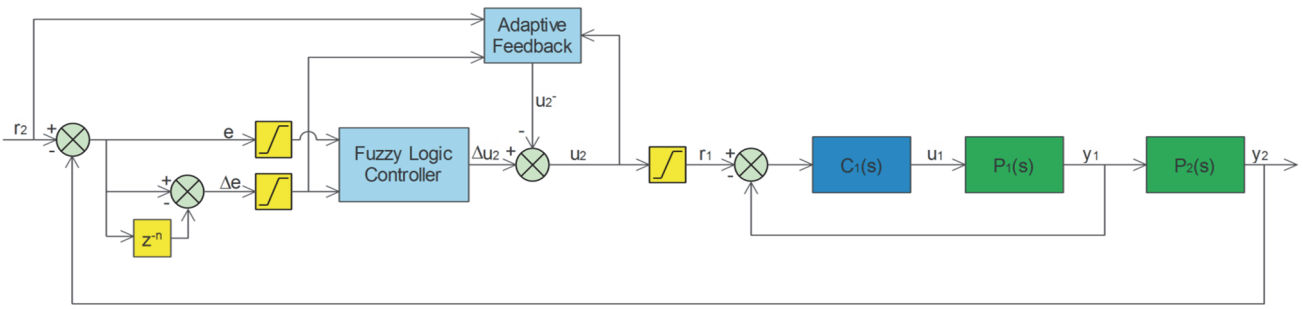 Adaptive
Feedback
r2
+
-
e
u2-
-
+
-
Δe
z-n
Fuzzy Logic
Controller
Δu2
+
u2
r1
+
-
C1(s)
u1
P1(s)
y1
P2(s)
y2